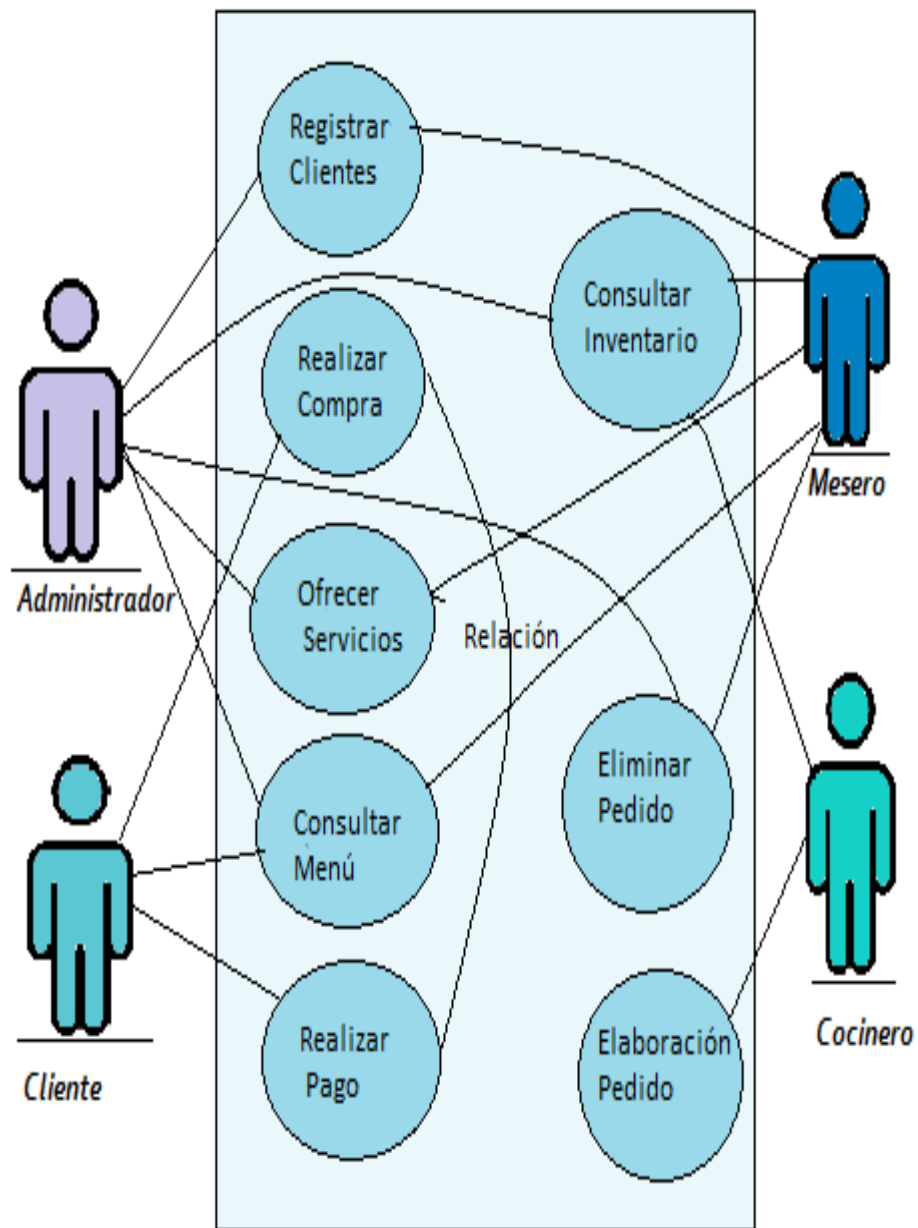 Registrar
Clientes
Consultar
Inventario
Realizar
Compra
Mesero
Administrador
Ofrecer
Servicios
Relación
Eliminar
Pedido
Consultar
Menú
Cocinero
Realizar
Pago
Elaboración
Pedido
Cliente